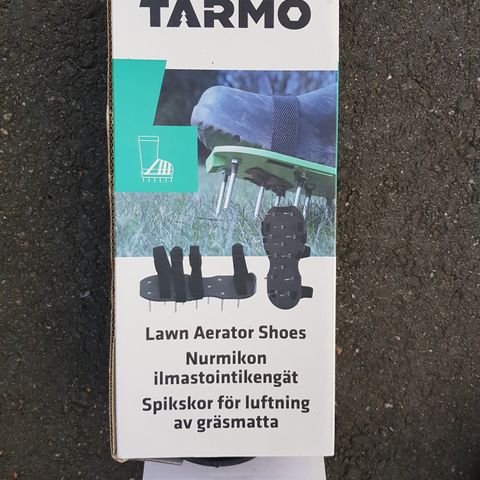 TARMO
Lawn Aerator Shoes
Nurmikon
ilmastointikengät
Spikskor för luftning
av gräsmatta